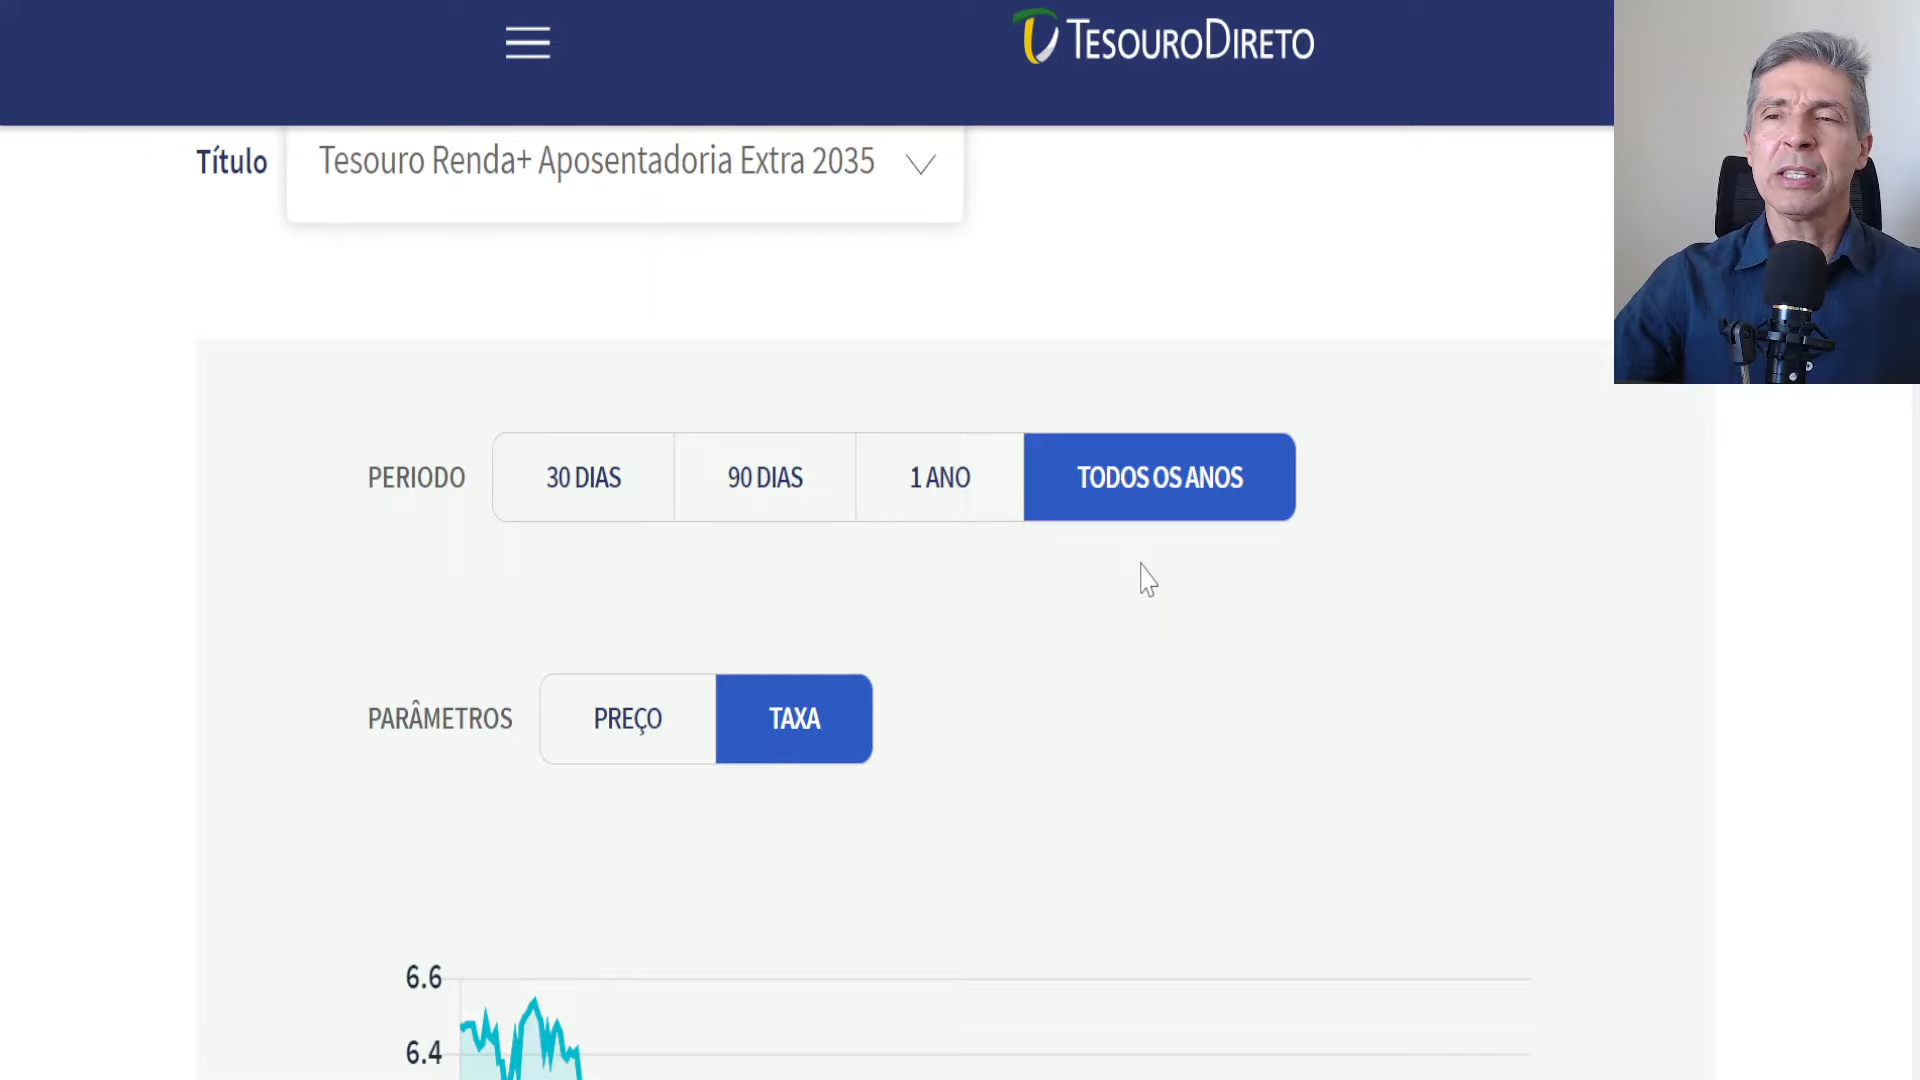 TESOURODIRETO
Título
Tesouro Renda+ Aposentadoria Extra 2035
PERIODO
30 DIAS
90 DIAS
1 ANO
TODOS OS ANOS
PARÂMETROS
PREÇO
TAXA
6.6
6.4